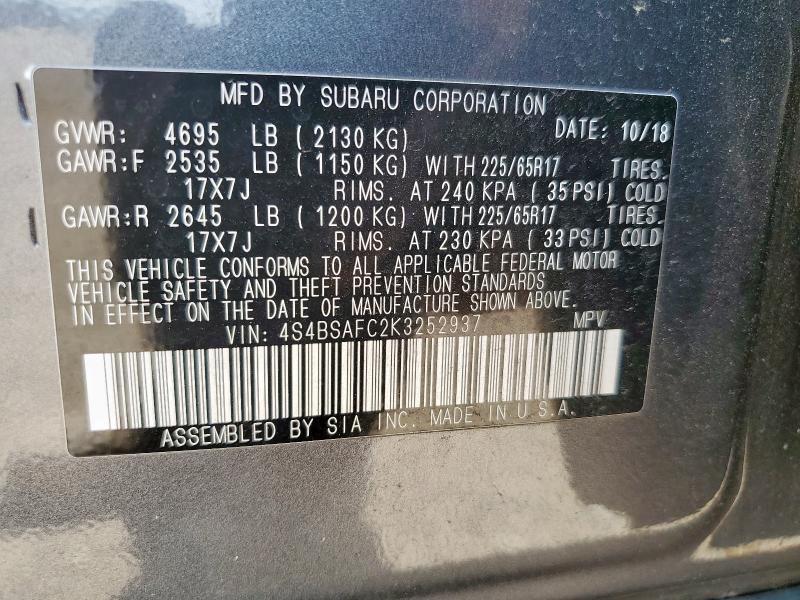 MFD BY SUBARU CORPORATION
GVWR: 4695 LB ( 2130 KG) DATE: 10/18
GAWR:F 2535 LB ( 1150 KG) WITH 225/65R17 TIRES.
17X7J RIMS. AT 240 KPA ( 35 PSI) COLD
GAWR:R 2645 LB ( 1200 KG) WITH 225/65R17 TIRES.
17X7J RIMS. AT 230 KPA ( 33 PSI) COLD
THIS VEHICLE CONFORMS TO ALL APPLICABLE FEDERAL MOTOR
VEHICLE SAFETY AND THEFT PREVENTION STANDARDS
IN EFFECT ON THE DATE OF MANUFACTURE SHOWN ABOVE.
VIN: 4S4BSAFC2K3252937 MPV
ASSEMBLED BY SIA INC. MADE IN U.S.A.